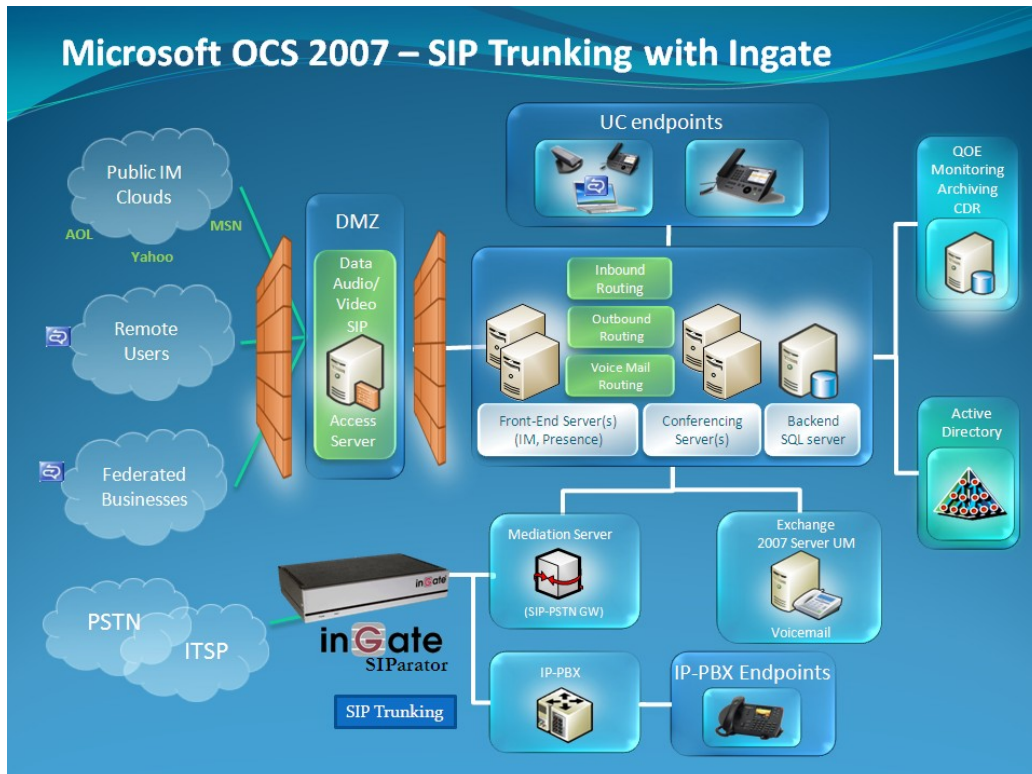 Microsoft OCS 2007 – SIP Trunking with Ingate
Public IM
Clouds
AOL
MSN
Yahoo
Remote
Users
Federated
Businesses
PSTN
ITSP
DMZ
Data
Audio/
Video
SIP
Access
Server
UC endpoints
Inbound
Routing
Outbound
Routing
Voice Mail
Routing
Front-End Server(s)
(IM, Presence)
Conferencing
Server(s)
Backend
SQL server
QOE
Monitoring
Archiving
CDR
Active
Directory
inGate
inGate
SIParator
SIP Trunking
Mediation Server
(SIP-PSTN GW)
Exchange
2007 Server UM
Voicemail
IP-PBX
IP-PBX Endpoints